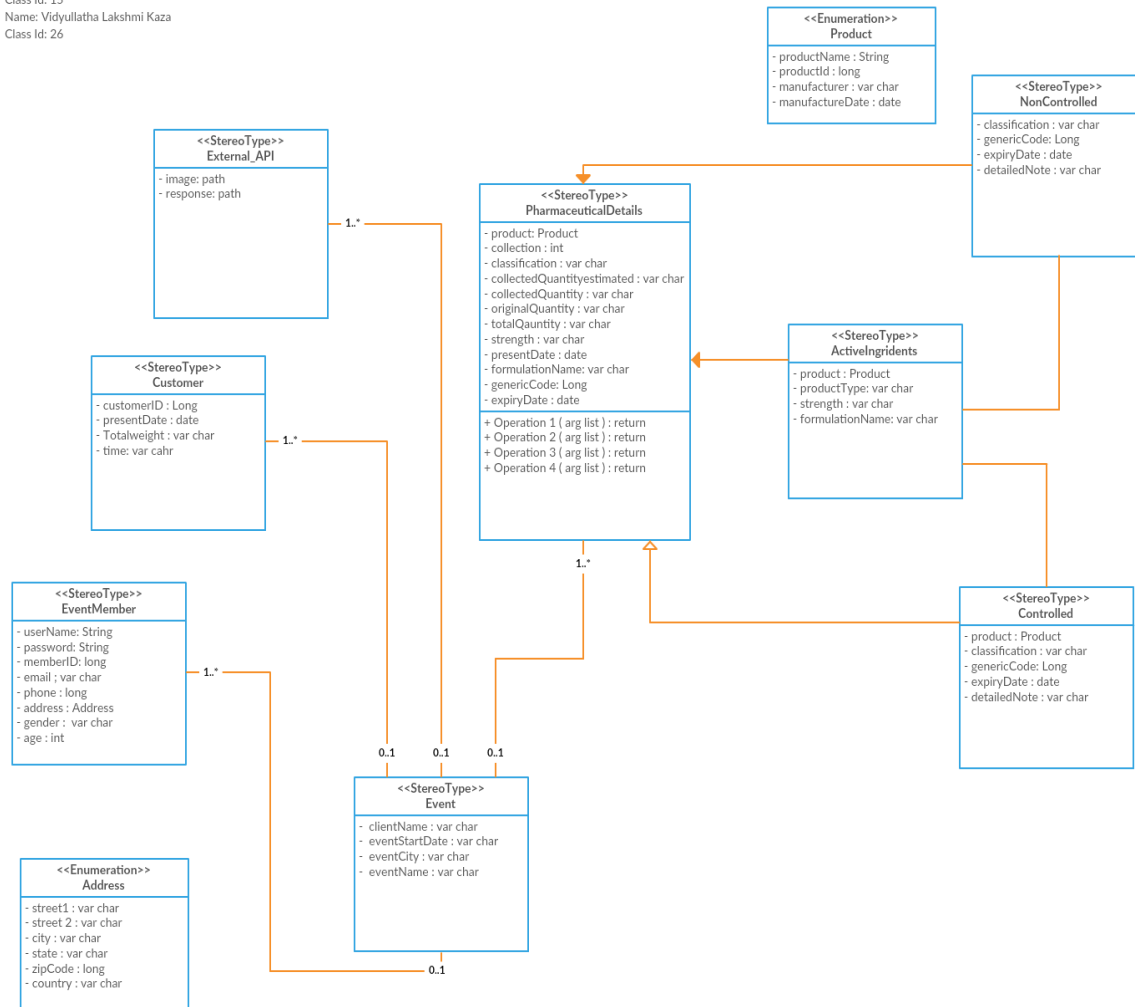 Class Id: 15
Name: Vidyullatha Lakshmi Kaza
Class Id: 26
<<Enumeration>>
Product
- productName : String
- productId : long
- manufacturer : var char
- manufactureDate : date
<<StereoType>>
NonControlled
- classification : var char
- genericCode: Long
- expiryDate : date
- detailedNote : var char
<<StereoType>>
External_API
- image: path
- response: path
1..*
<<StereoType>>
PharmaceuticalDetails
- product: Product
- collection : int
- classification : var char
- collectedQuantityestimated : var char
- collectedQuantity : var char
- originalQuantity : var char
- totalQauntity : var char
- strength : var char
- presentDate : date
- formulationName: var char
- genericCode: Long
- expiryDate : date
+ Operation 1 ( arg list ) : return
+ Operation 2 ( arg list ) : return
+ Operation 3 ( arg list ) : return
+ Operation 4 ( arg list ) : return
1..*
<<StereoType>>
ActiveIngridents
- product : Product
- productType: var char
- strength : var char
- formulationName: var char
<<StereoType>>
Customer
- customerID : Long
- presentDate : date
- Totalweight : var char
- time: var cahr
1..*
<<StereoType>>
EventMember
- userName: String
- password: String
- memberID: long
- email ; var char
- phone : long
- address : Address
- gender : var char
- age : int
1..*
<<StereoType>>
Controlled
- product : Product
- classification : var char
- genericCode: Long
- expiryDate : date
- detailedNote : var char
0..1
0..1
0..1
<<StereoType>>
Event
- clientName : var char
- eventStartDate : var char
- eventCity : var char
- eventName : var char
0..1
<<Enumeration>>
Address
- street1 : var char
- street 2 : var char
- city : var char
- state : var char
- zipCode : long
- country : var char